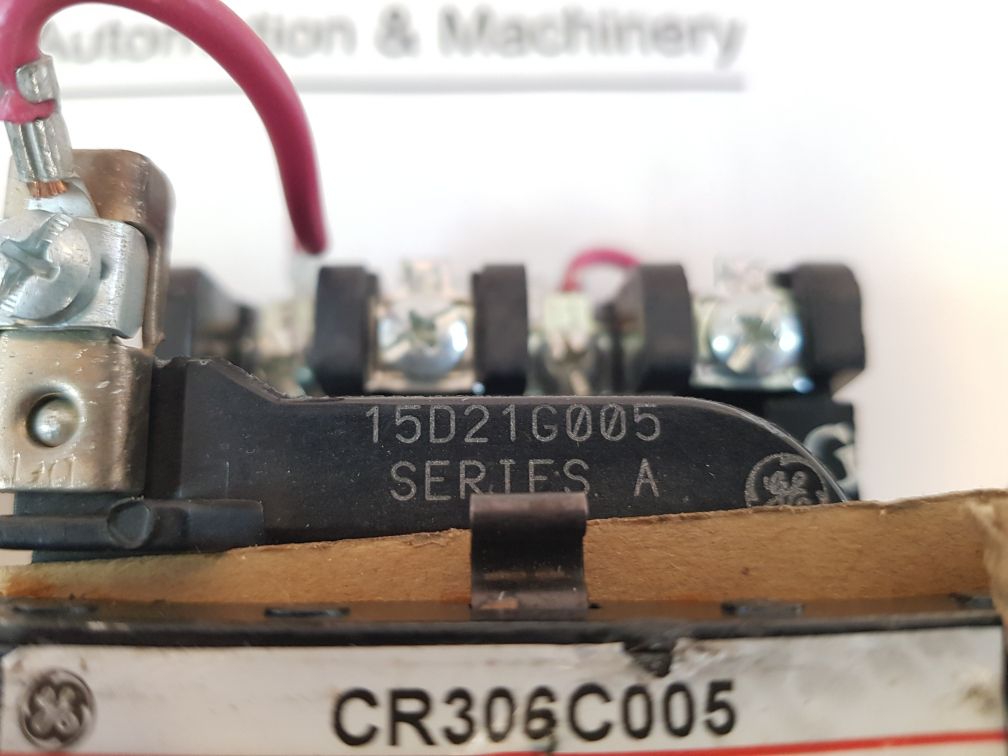 Automation & Machinery
15D21G005
SERIES A
CR306C005